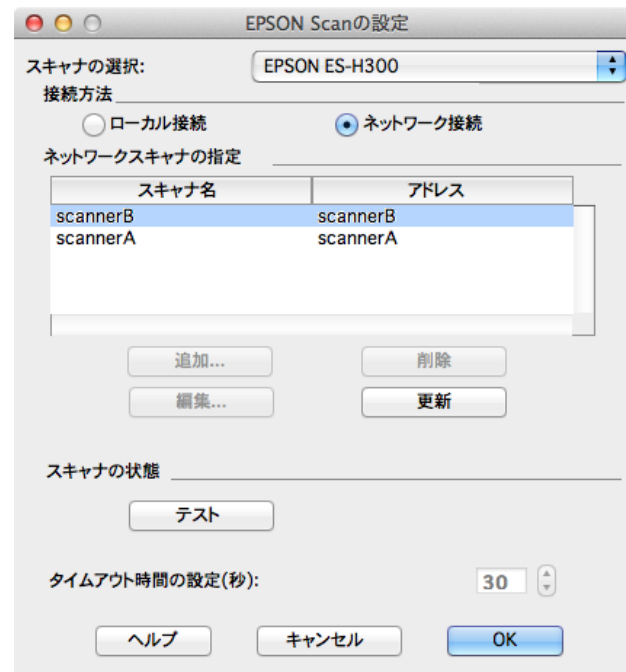 EPSON Scanの設定
スキャナの選択: EPSON ES-H300
接続方法
ローカル接続 ネットワーク接続
ネットワークスキャナの指定
スキャナ名 アドレス
scannerB scannerB
scannerA scannerA
追加... 削除
編集... 更新
スキャナの状態
テスト
タイムアウト時間の設定(秒): 30
ヘルプ キャンセル OK